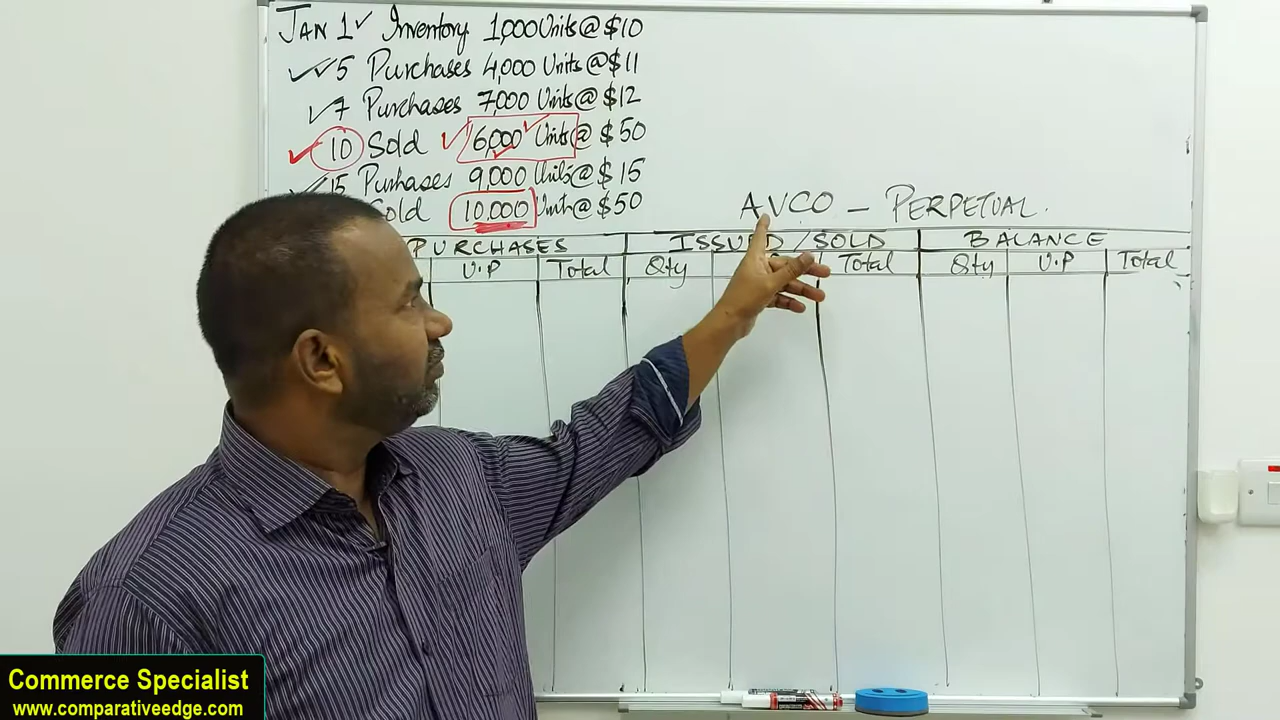 JAN 1 ✓ Inventory 1,000 Units @ $10
✓✓ 5 Purchases 4,000 Units @ $11
✓ 7 Purchases 7,000 Units @ $12
✓ 10 Sold ✓ 6,000 Units @ $50
✓ 15 Purhases 9,000 Units @ $15
Sold 10,000 Units @ $50
AVCO – PERPETUAL.
PURCHASES ISSUED/SOLD BALANCE
U.P Total Qty Total Qty U.P Total
Commerce Specialist
www.comparativeedge.com